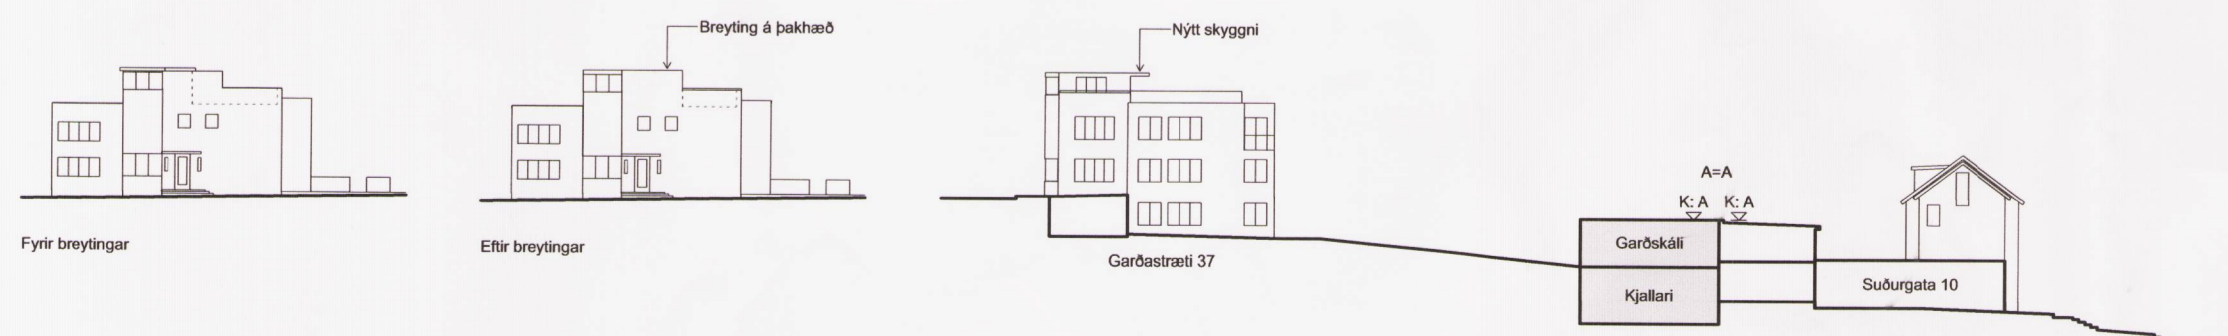 Breyting á þakhæð
Nýtt skyggni
A=A
K: A K: A
Garðskáli
Fyrir breytingar
Eftir breytingar
Garðastræti 37
Kjallari
Suðurgata 10